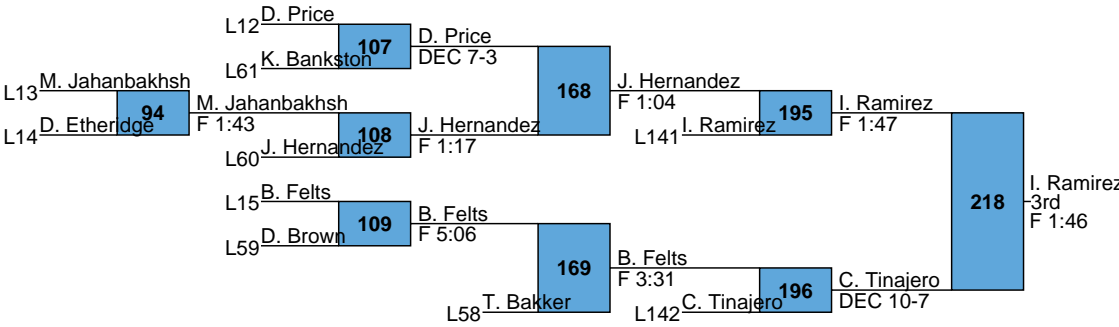 L12 D. Price
L61 K. Bankston
107
D. Price
DEC 7-3
L13 M. Jahanbakhsh
L14 D. Etheridge
94
M. Jahanbakhsh
F 1:43
L60 J. Hernandez
108
J. Hernandez
F 1:17
168
J. Hernandez
F 1:04
L141 I. Ramirez
195
I. Ramirez
F 1:47
L15 B. Felts
L59 D. Brown
109
B. Felts
F 5:06
L58 T. Bakker
169
B. Felts
F 3:31
L142 C. Tinajero
196
C. Tinajero
DEC 10-7
218
I. Ramirez
3rd
F 1:46